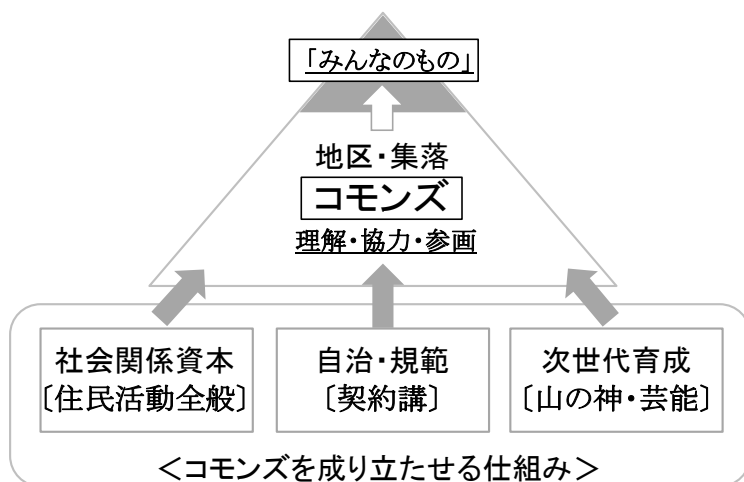 「みんなのもの」
地区・集落
コモンズ
理解・協力・参画
社会関係資本
〔住民活動全般〕
自治・規範
〔契約講〕
次世代育成
〔山の神・芸能〕
＜コモンズを成り立たせる仕組み＞